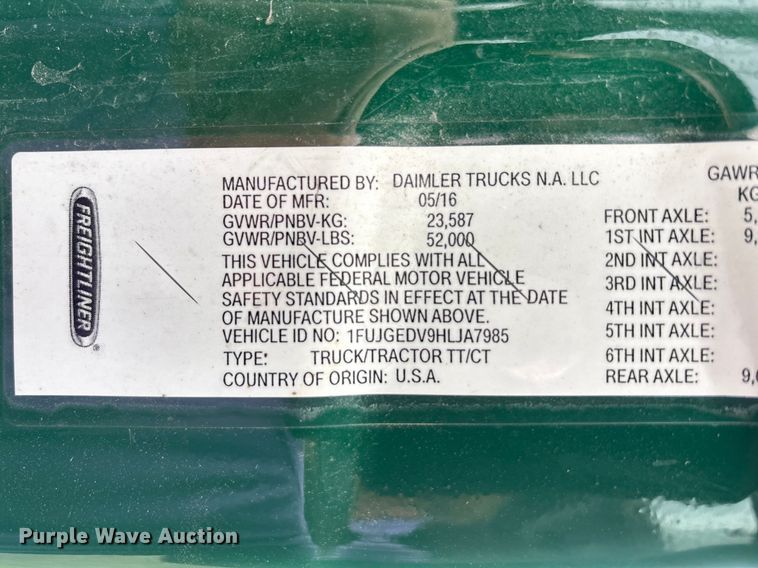 FREIGHTLINER®
MANUFACTURED BY: DAIMLER TRUCKS N.A. LLC
DATE OF MFR: 05/16
GVWR/PNBV-KG: 23,587
GVWR/PNBV-LBS: 52,000
THIS VEHICLE COMPLIES WITH ALL
APPLICABLE FEDERAL MOTOR VEHICLE
SAFETY STANDARDS IN EFFECT AT THE DATE
OF MANUFACTURE SHOWN ABOVE.
VEHICLE ID NO: 1FUJGEDV9HLJA7985
TYPE: TRUCK/TRACTOR TT/CT
COUNTRY OF ORIGIN: U.S.A.
GAWR
KG
FRONT AXLE: 5,
1ST INT AXLE: 9,
2ND INT AXLE:
3RD INT AXLE:
4TH INT AXLE:
5TH INT AXLE:
6TH INT AXLE:
REAR AXLE: 9,
Purple Wave Auction